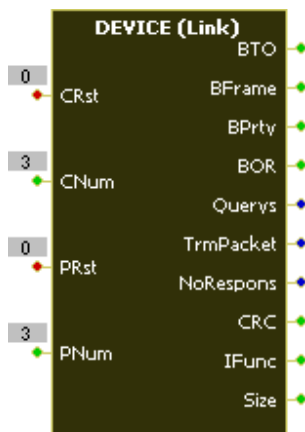 DEVICE (Link)
BTO
0
BFrame
CRst
BPrty
3
BOR
CNum
Querys
0
TrmPacket
PRst
NoRespons
CRC
3
PNum
IFunc
Size